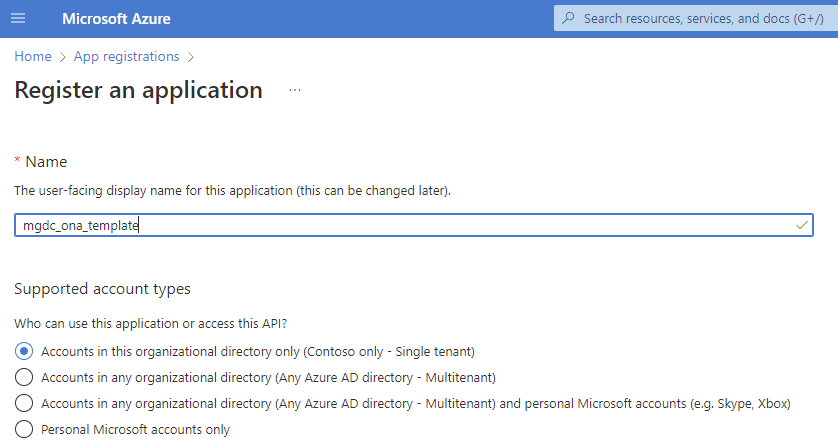 Microsoft Azure
Search resources, services, and docs (G+/)
Home > App registrations >
Register an application ...
* Name
The user-facing display name for this application (this can be changed later).
mgdc_ona_template
Supported account types
Who can use this application or access this API?
Accounts in this organizational directory only (Contoso only - Single tenant)
Accounts in any organizational directory (Any Azure AD directory - Multitenant)
Accounts in any organizational directory (Any Azure AD directory - Multitenant) and personal Microsoft accounts (e.g. Skype, Xbox)
Personal Microsoft accounts only